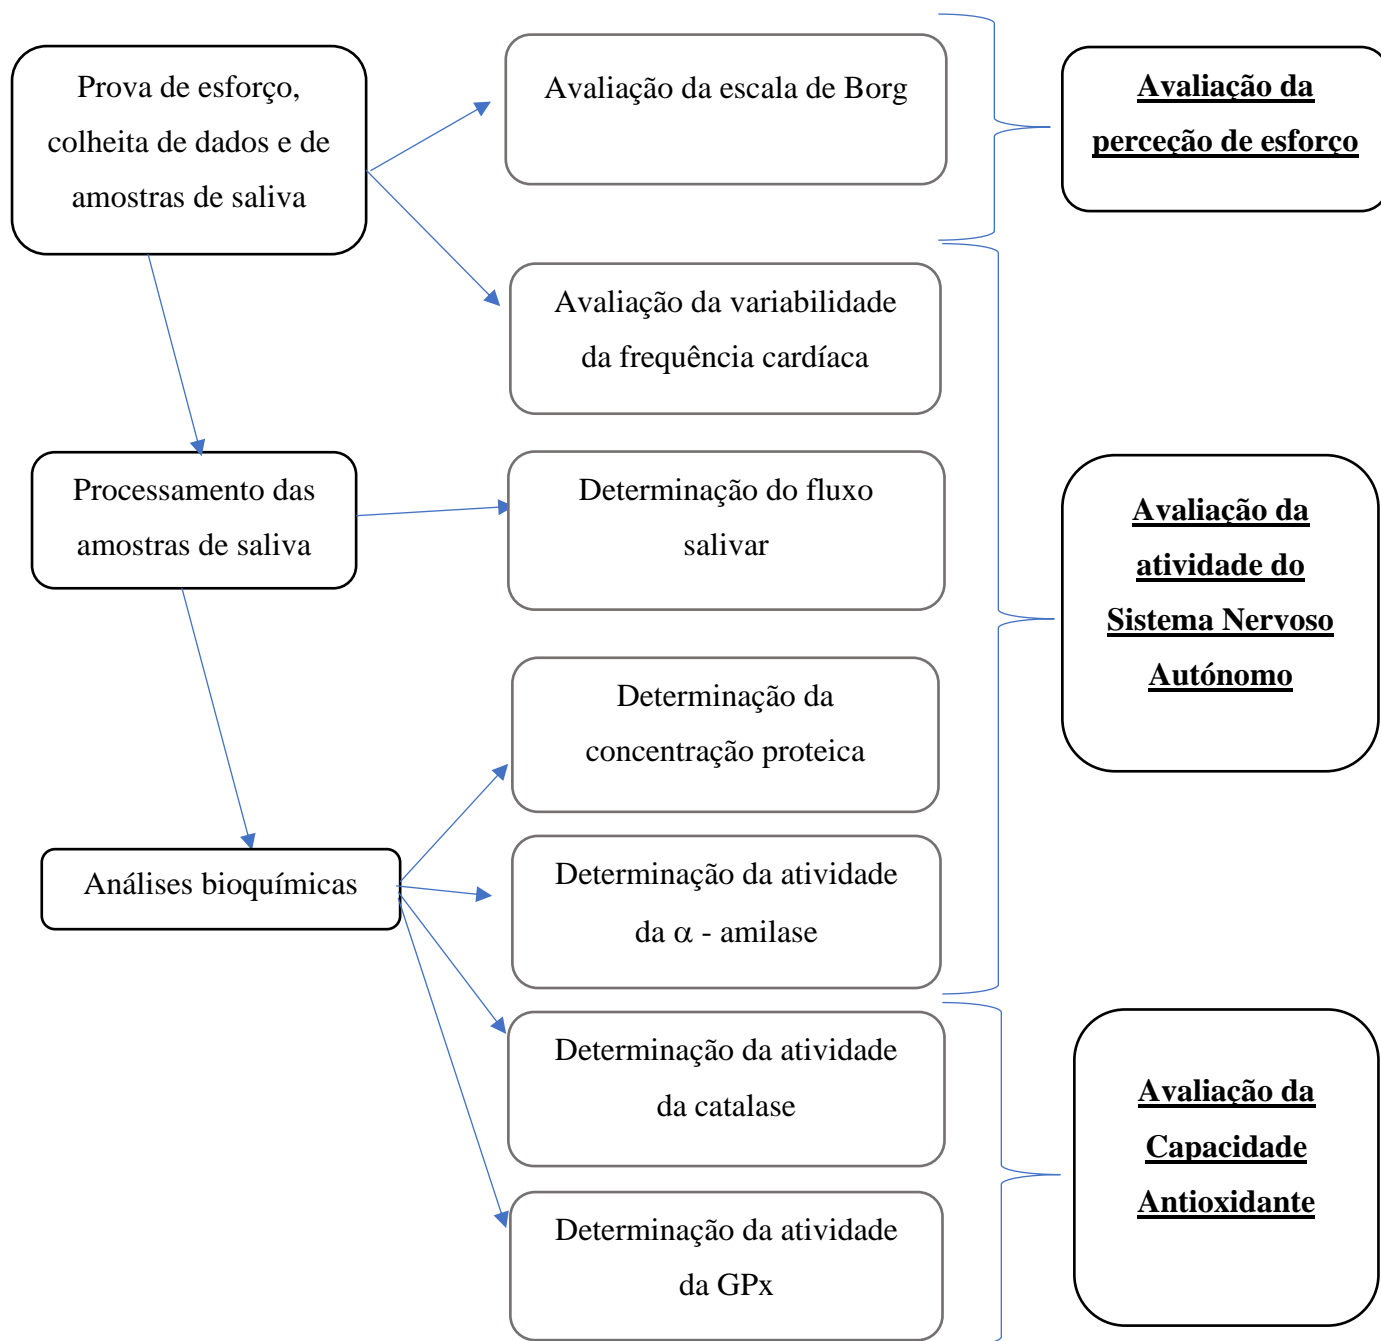 Prova de esforço,
colheita de dados e de
amostras de saliva
Avaliação da escala de Borg
Avaliação da
perceção de esforço
Avaliação da variabilidade
da frequência cardíaca
Processamento das
amostras de saliva
Determinação do fluxo
salivar
Avaliação da
atividade do
Sistema Nervoso
Autónomo
Determinação da
concentração proteica
Análises bioquímicas
Determinação da atividade
da α - amilase
Determinação da atividade
da catalase
Avaliação da
Capacidade
Antioxidante
Determinação da atividade
da GPx